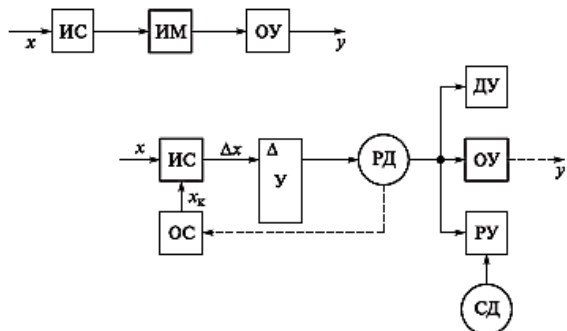 x ИС ИМ ОУ y
ДУ
x ИС Δx Δ У РД ОУ y
xк
ОС РУ
СД